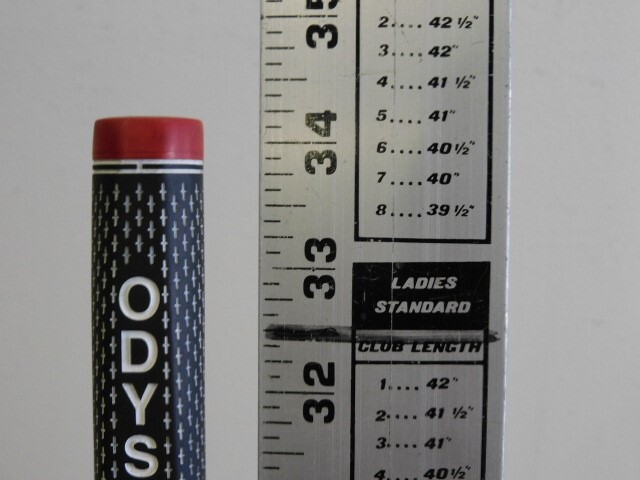 35
34
33
32
2.... 42 ½"
3.... 42"
4.... 41 ½"
5.... 41"
6.... 40 ½"
7.... 40"
8.... 39 ½"
LADIES
STANDARD
CLUB LENGTH
1.... 42"
2.... 41 ½"
3.... 41"
4.... 40 ½"
ODYS